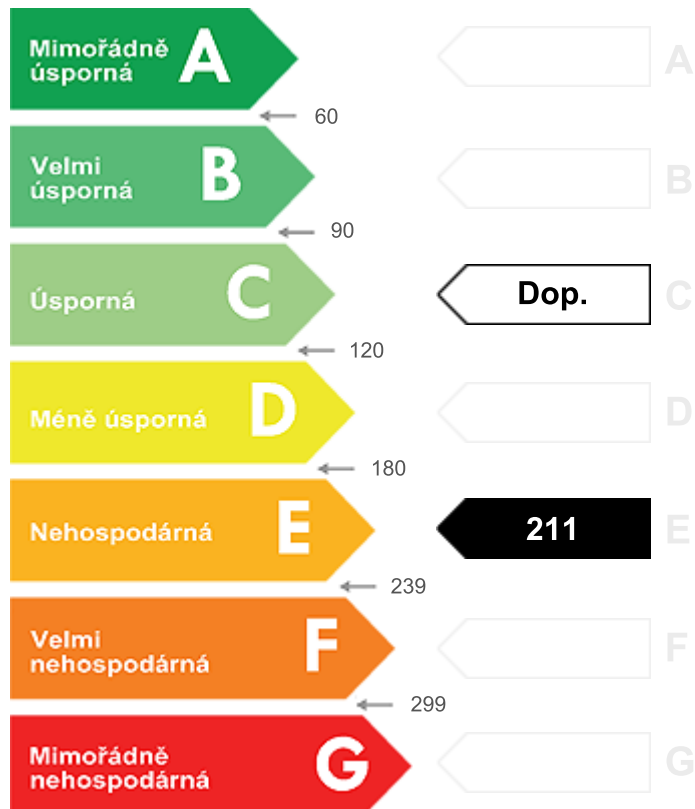 Mimořádně
úsporná A
A
60
Velmi
úsporná B
B
90
Úsporná C
Dop. C
120
Méně úsporná D
D
180
Nehospodárná E
211 E
239
Velmi
nehospodárná F
F
299
Mimořádně
nehospodárná G
G